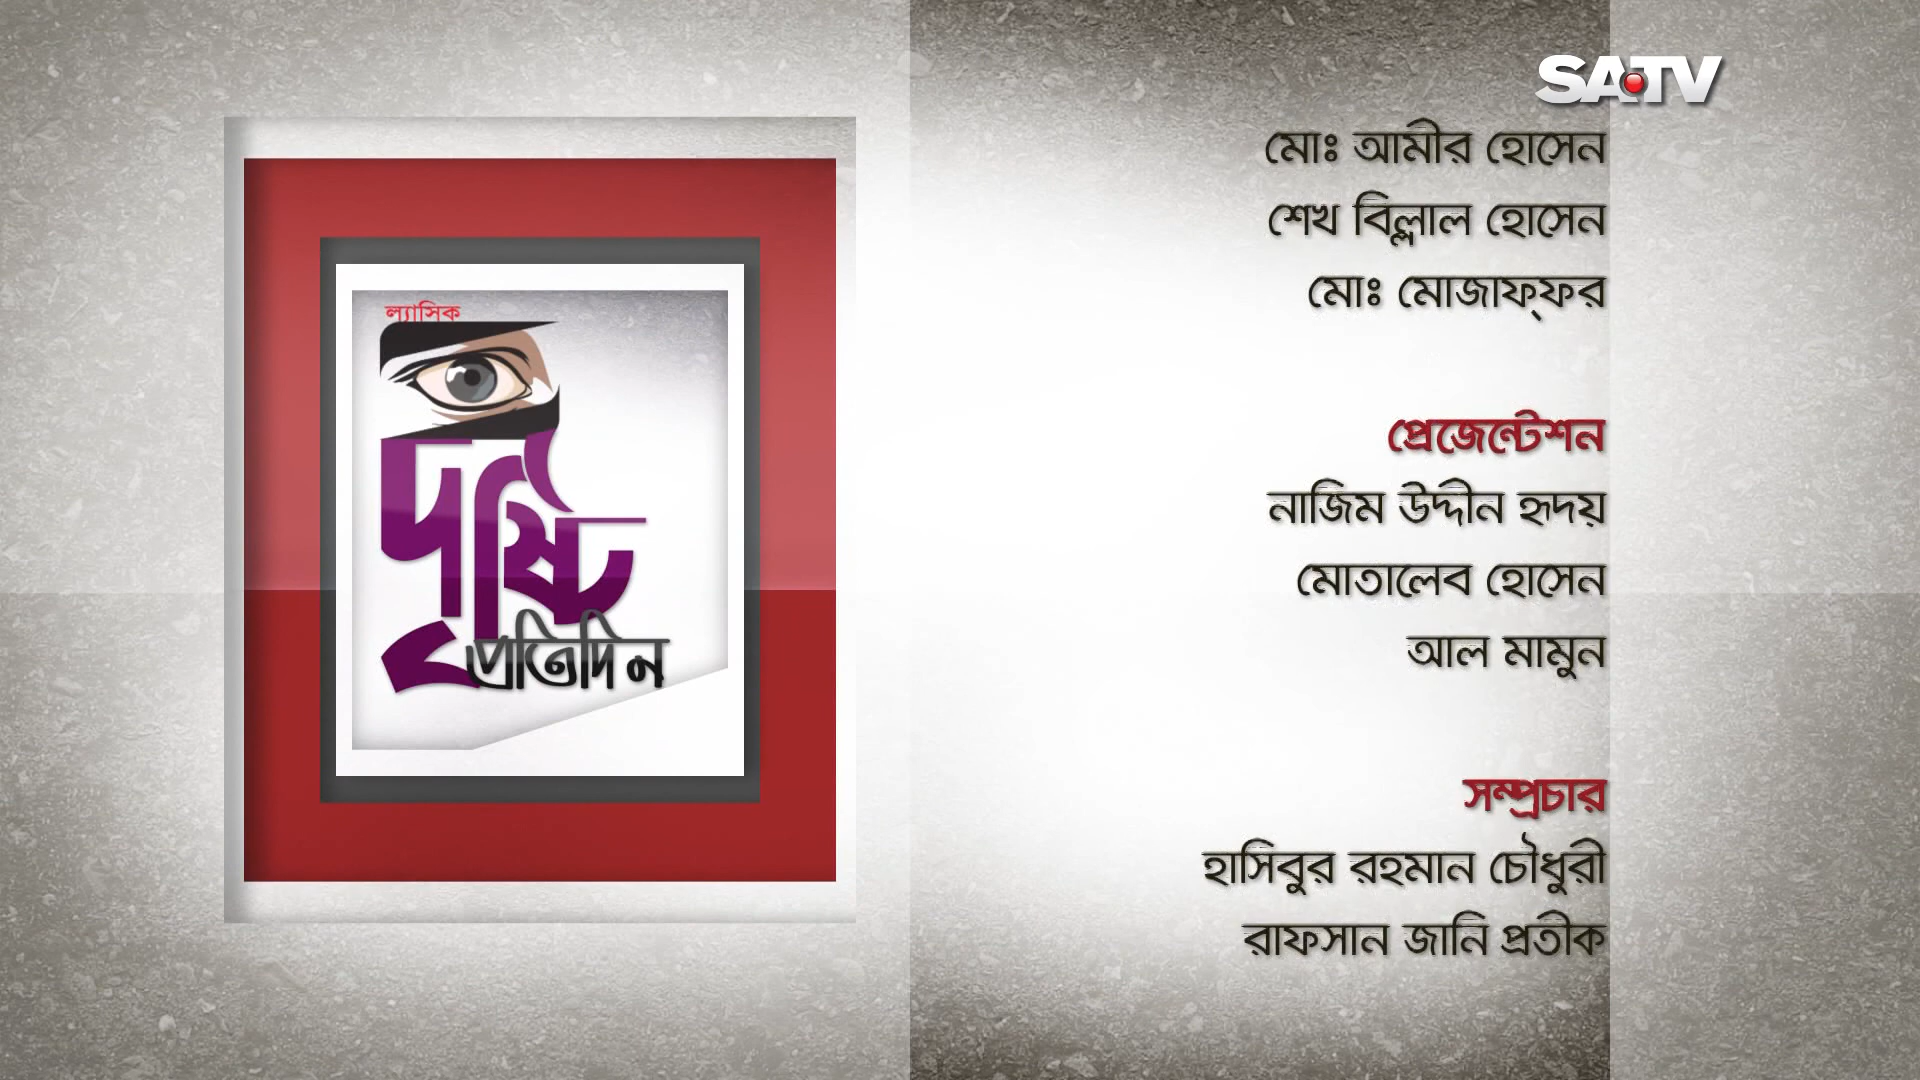 SATV
ল্যাসিক
দৃষ্টি
প্রতিদিন
মোঃ আমীর হোসেন
শেখ বিল্লাল হোসেন
মোঃ মোজাফ্ফর
প্রেজেন্টেশন
নাজিম উদ্দীন হৃদয়
মোতালেব হোসেন
আল মামুন
সম্প্রচার
হাসিবুর রহমান চৌধুরী
রাফসান জানি প্রতীক